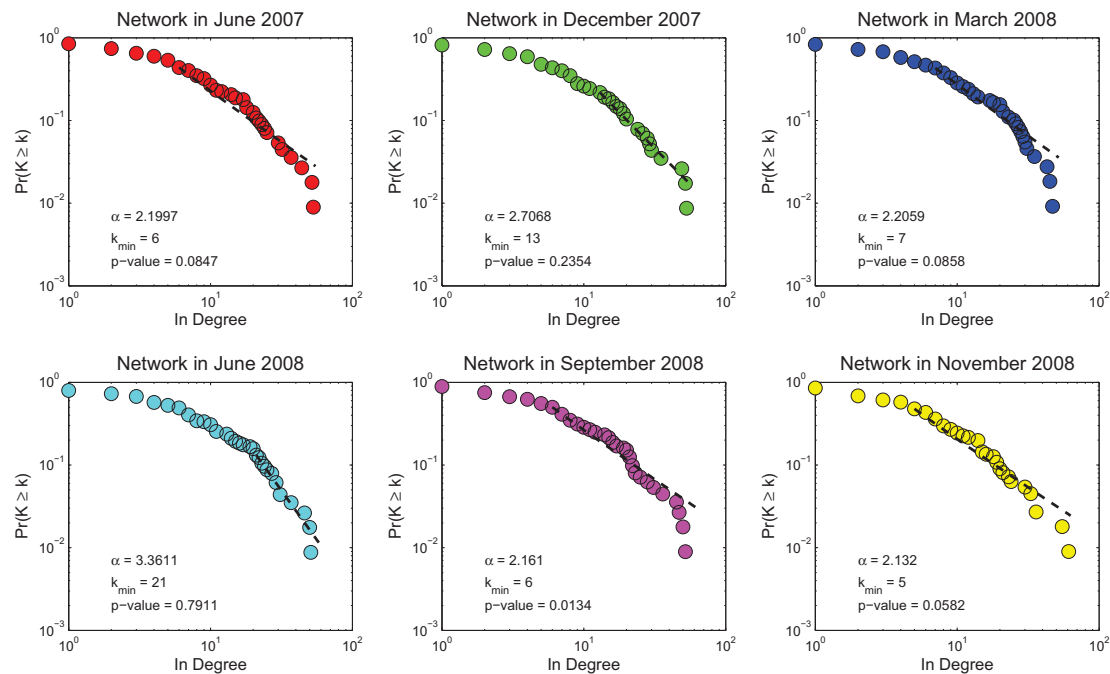 Network in June 2007
Pr(K ≥ k)
10^0
10^−1
10^−2
10^−3
α = 2.1997
k_min = 6
p−value = 0.0847
10^0 10^1 10^2
In Degree
Network in December 2007
Pr(K ≥ k)
10^0
10^−1
10^−2
10^−3
α = 2.7068
k_min = 13
p−value = 0.2354
10^0 10^1 10^2
In Degree
Network in March 2008
Pr(K ≥ k)
10^0
10^−1
10^−2
10^−3
α = 2.2059
k_min = 7
p−value = 0.0858
10^0 10^1 10^2
In Degree
Network in June 2008
Pr(K ≥ k)
10^0
10^−1
10^−2
10^−3
α = 3.3611
k_min = 21
p−value = 0.7911
10^0 10^1 10^2
In Degree
Network in September 2008
Pr(K ≥ k)
10^0
10^−1
10^−2
10^−3
α = 2.161
k_min = 6
p−value = 0.0134
10^0 10^1 10^2
In Degree
Network in November 2008
Pr(K ≥ k)
10^0
10^−1
10^−2
10^−3
α = 2.132
k_min = 5
p−value = 0.0582
10^0 10^1 10^2
In Degree